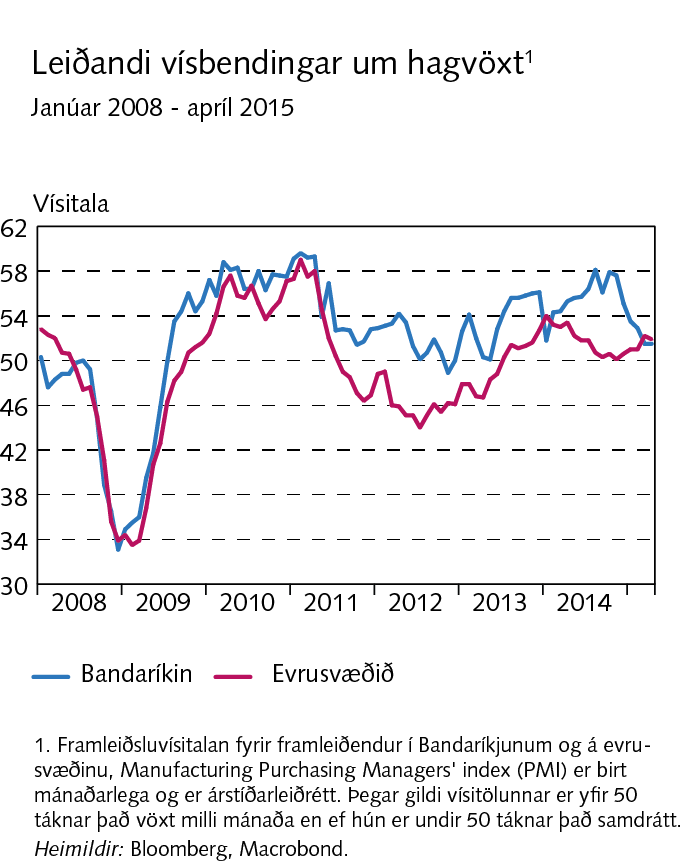 Leiðandi vísbendingar um hagvöxt¹
Janúar 2008 - apríl 2015
Vísitala
62
58
54
50
46
42
38
34
30
2008 2009 2010 2011 2012 2013 2014
Bandaríkin Evrusvæðið
1. Framleiðsluvísitalan fyrir framleiðendur í Bandaríkjunum og á evru-
svæðinu, Manufacturing Purchasing Managers' index (PMI) er birt
mánaðarlega og er árstíðarleiðrétt. Þegar gildi vísitölunnar er yfir 50
táknar það vöxt milli mánaða en ef hún er undir 50 táknar það samdrátt.
Heimildir: Bloomberg, Macrobond.